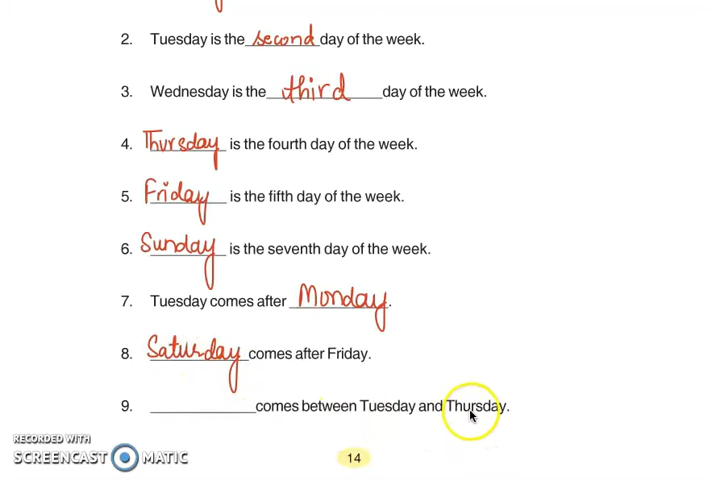 2. Tuesday is the second day of the week.
3. Wednesday is the third day of the week.
4. Thursday is the fourth day of the week.
5. Friday is the fifth day of the week.
6. Sunday is the seventh day of the week.
7. Tuesday comes after Monday.
8. Saturday comes after Friday.
9. ____________ comes between Tuesday and Thursday.
RECORDED WITH
SCREENCAST MATIC
14